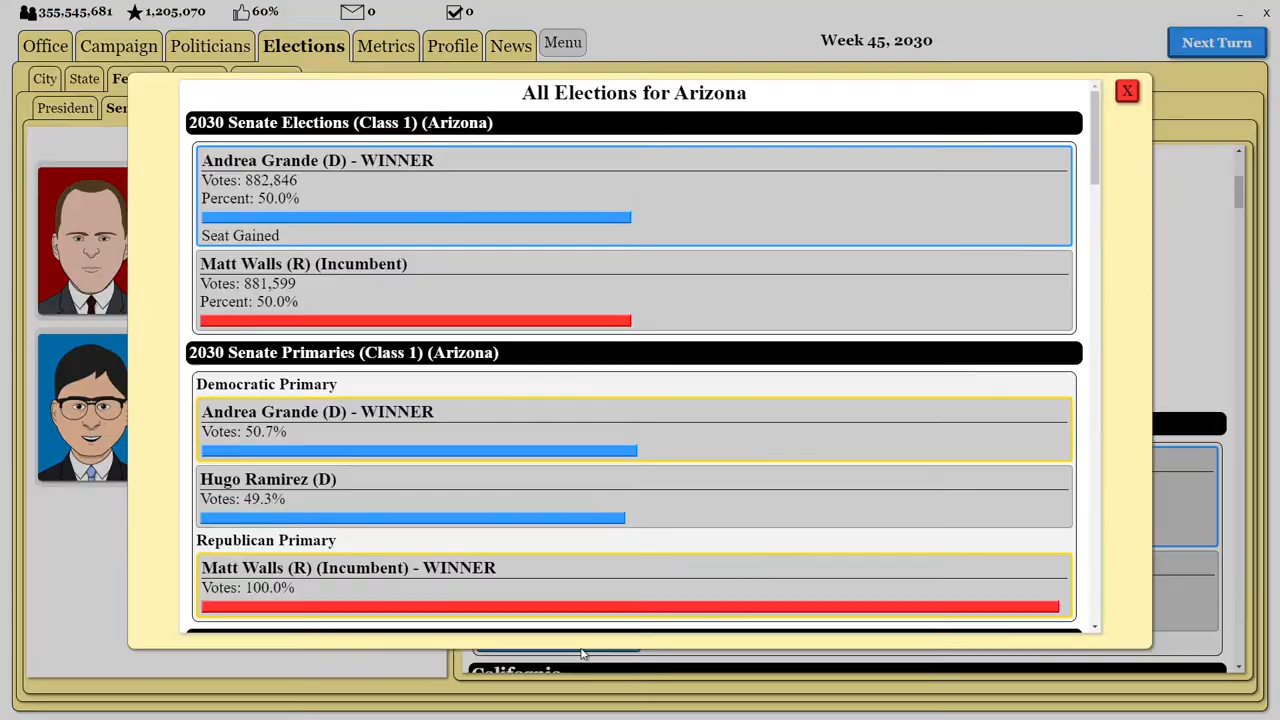 355,545,681 1,205,070 60% 0 0
_ X
Office Campaign Politicians Elections Metrics Profile News Menu
Week 45, 2030
Next Turn
City State
President
All Elections for Arizona
X
2030 Senate Elections (Class 1) (Arizona)
Andrea Grande (D) - WINNER
Votes: 882,846
Percent: 50.0%
Seat Gained
Matt Walls (R) (Incumbent)
Votes: 881,599
Percent: 50.0%
2030 Senate Primaries (Class 1) (Arizona)
Democratic Primary
Andrea Grande (D) - WINNER
Votes: 50.7%
Hugo Ramirez (D)
Votes: 49.3%
Republican Primary
Matt Walls (R) (Incumbent) - WINNER
Votes: 100.0%
California